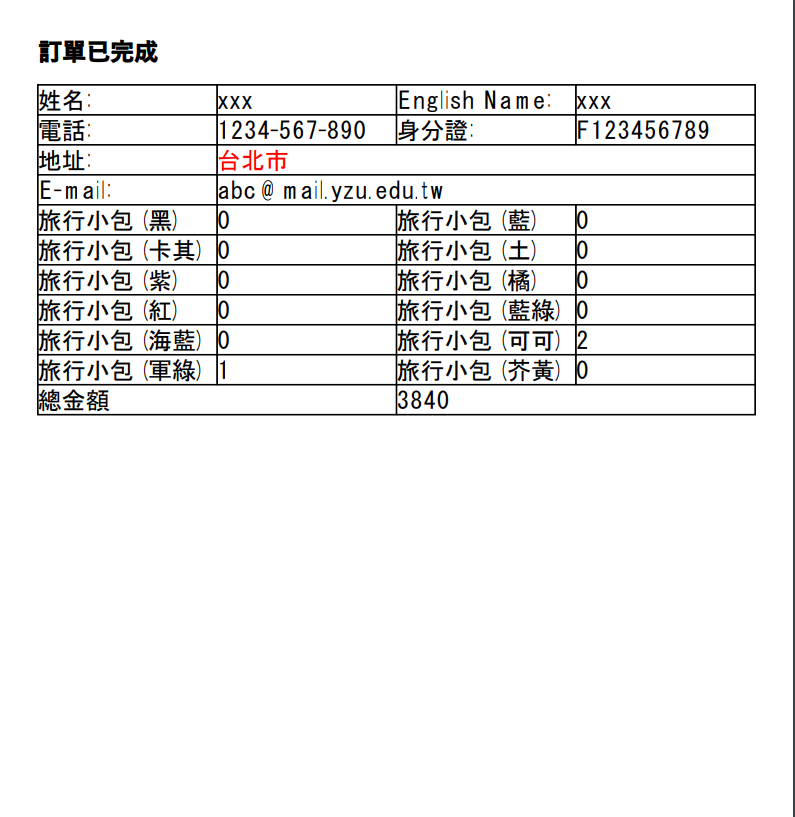 訂單已完成
姓名: xxx English Name: xxx
電話: 1234-567-890 身分證: F123456789
地址: 台北市
E-mail: abc@mail.yzu.edu.tw
旅行小包 (黑) 0 旅行小包 (藍) 0
旅行小包 (卡其) 0 旅行小包 (土) 0
旅行小包 (紫) 0 旅行小包 (橘) 0
旅行小包 (紅) 0 旅行小包 (藍綠) 0
旅行小包 (海藍) 0 旅行小包 (可可) 2
旅行小包 (軍綠) 1 旅行小包 (芥黃) 0
總金額 3840